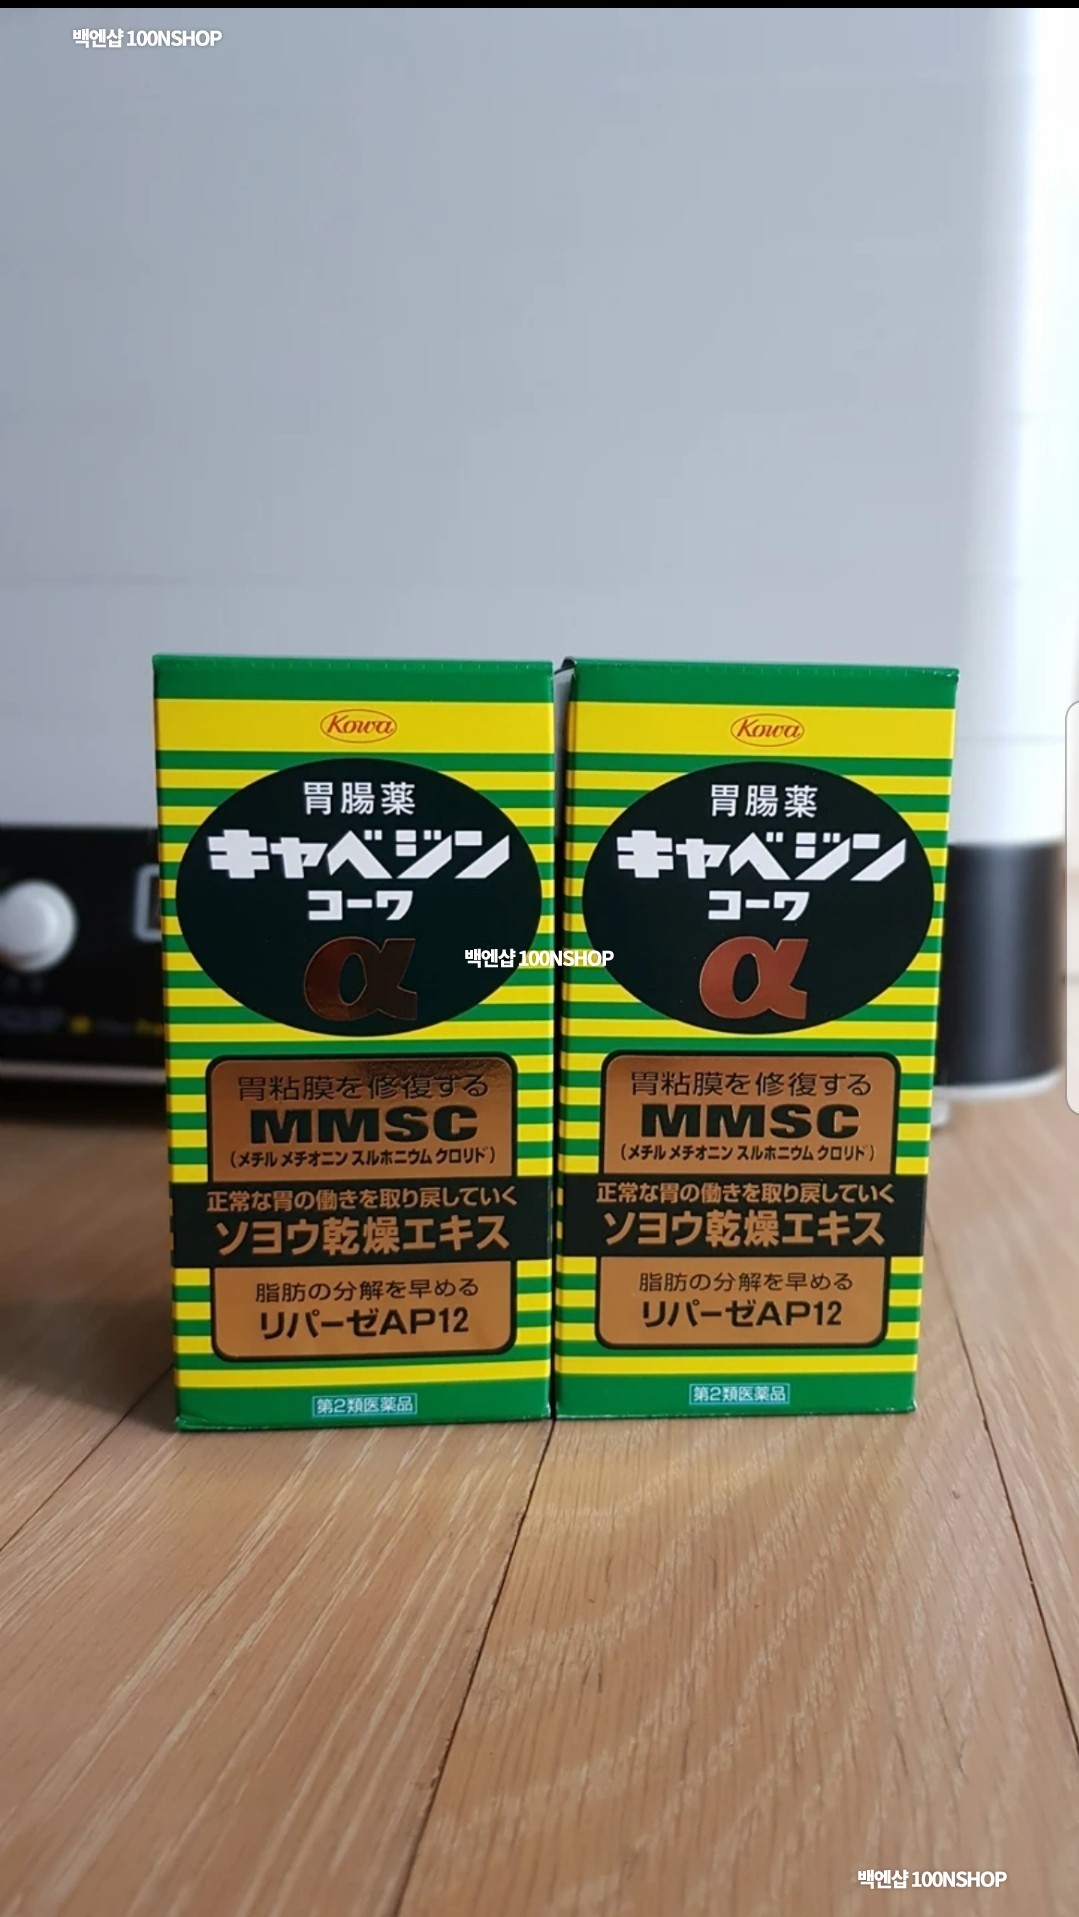 백엔샵 100NSHOP
Kowa
胃腸薬
キャベジン
コーワ
α
胃粘膜を修復する
MMSC
(メチル メチオニン スルホニウム クロリド)
正常な胃の働きを取り戻していく
ソヨウ乾燥エキス
脂肪の分解を早める
リパーゼAP12
第2類医薬品
Kowa
胃腸薬
キャベジン
コーワ
α
胃粘膜を修復する
MMSC
(メチル メチオニン スルホニウム クロリド)
正常な胃の働きを取り戻していく
ソヨウ乾燥エキス
脂肪の分解を早める
リパーゼAP12
第2類医薬品
백엔샵 100NSHOP
백엔샵 100NSHOP